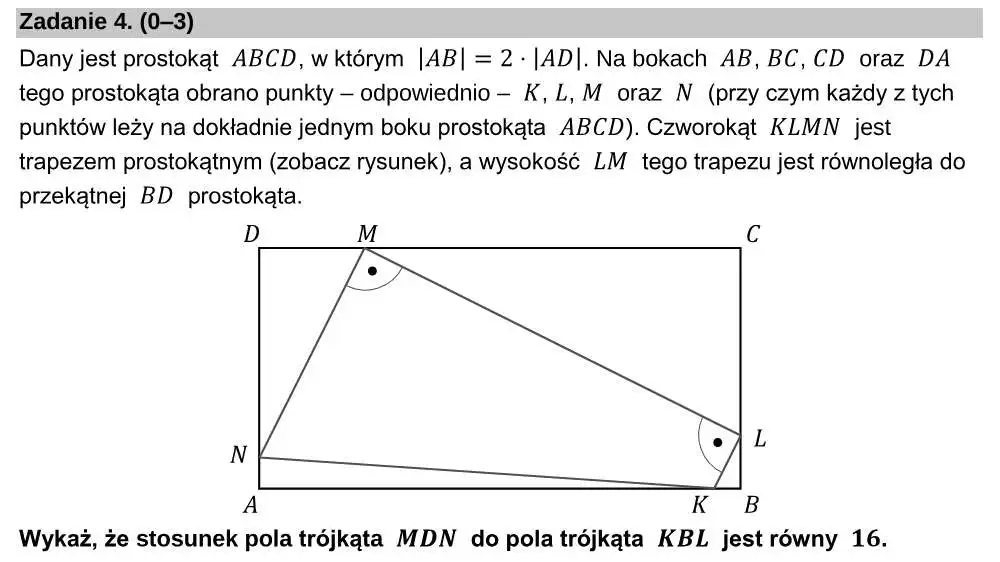 Zadanie 4. (0–3)
Dany jest prostokąt ABCD, w którym |AB| = 2 · |AD|. Na bokach AB, BC, CD oraz DA
tego prostokąta obrano punkty – odpowiednio – K, L, M oraz N (przy czym każdy z tych
punktów leży na dokładnie jednym boku prostokąta ABCD). Czworokąt KLMN jest
trapezem prostokątnym (zobacz rysunek), a wysokość LM tego trapezu jest równoległa do
przekątnej BD prostokąta.
D M C
L
N
A K B
Wykaż, że stosunek pola trójkąta MDN do pola trójkąta KBL jest równy 16.